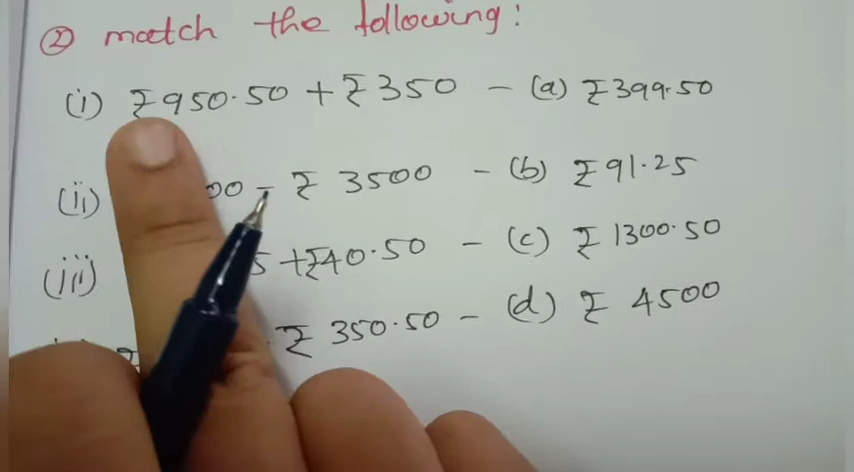 ② match the following:
(i) ₹950.50 + ₹350 – (a) ₹399.50
(ii) 00 – ₹ 3500 – (b) ₹91.25
(iii) 5 + ₹40.50 – (c) ₹ 1300.50
₹ 350.50 – (d) ₹ 4500